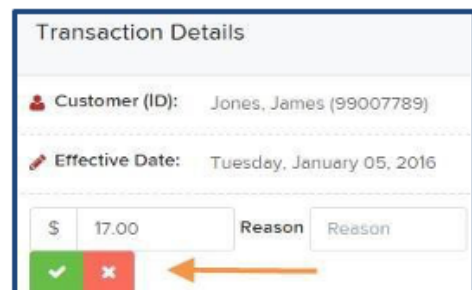 Transaction Details
Customer (ID): Jones, James (99007789)
Effective Date: Tuesday, January 05, 2016
$ 17.00 Reason Reason